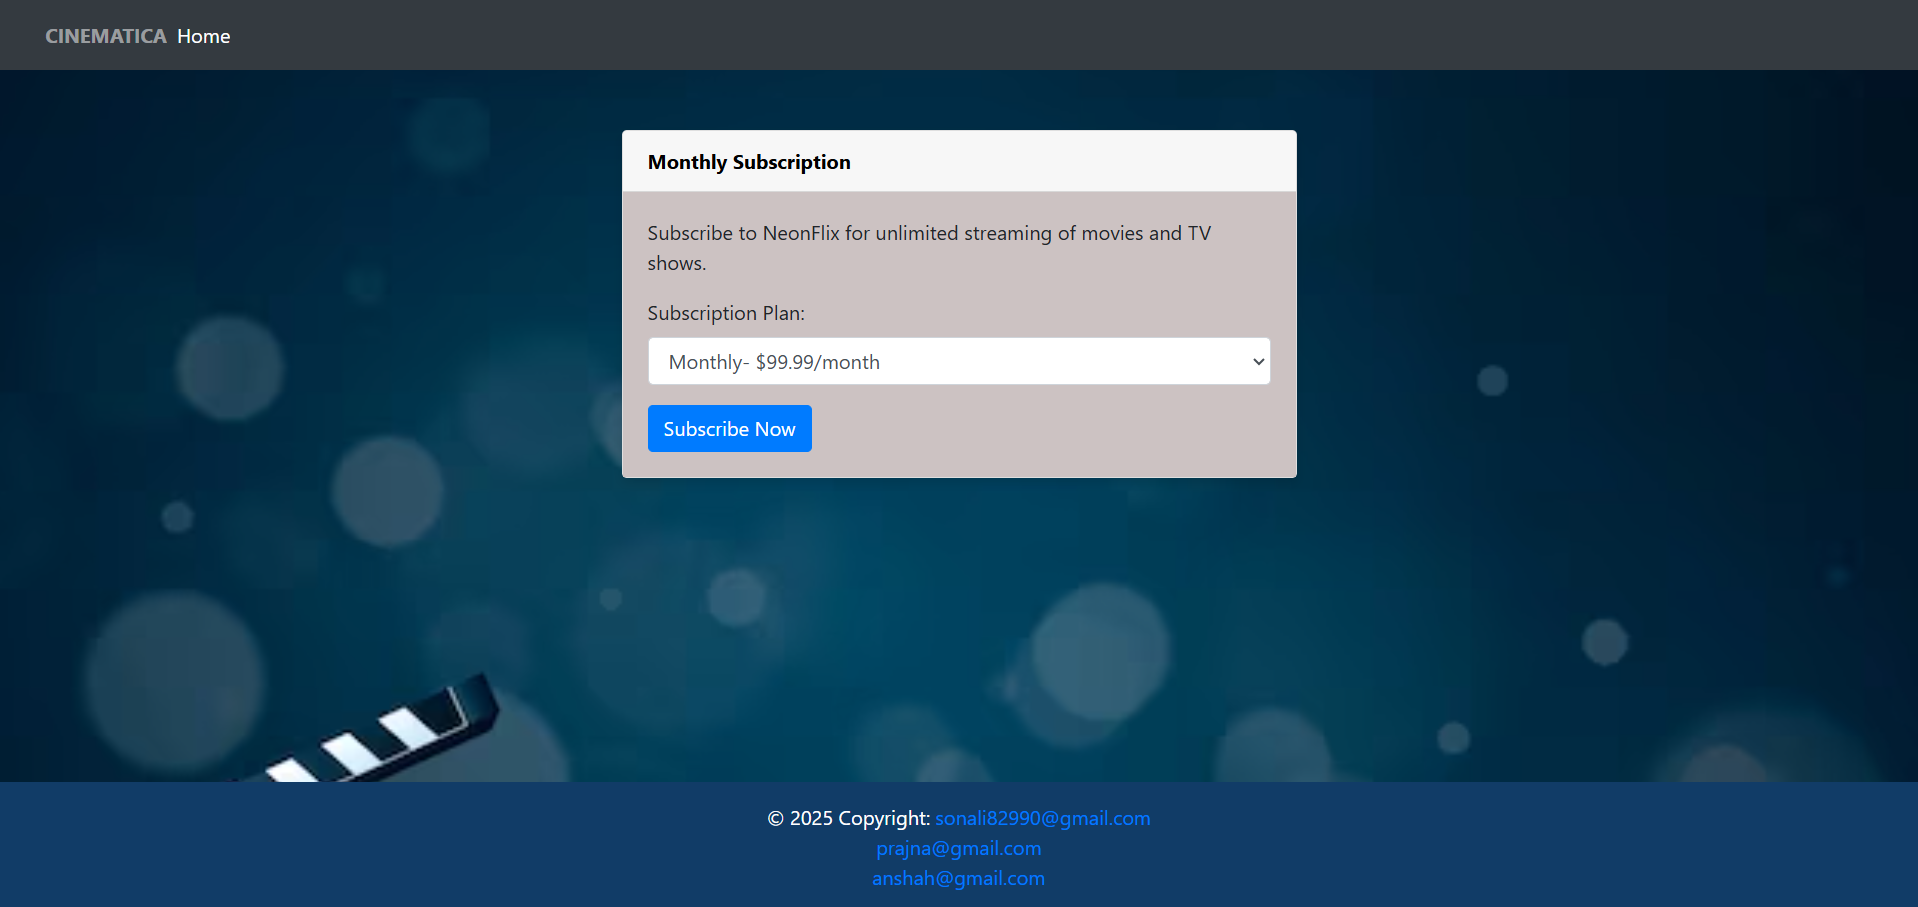 CINEMATICA Home
Monthly Subscription
Subscribe to NeonFlix for unlimited streaming of movies and TV
shows.
Subscription Plan:
Monthly- $99.99/month
Subscribe Now
© 2025 Copyright: sonali82990@gmail.com
prajna@gmail.com
anshah@gmail.com